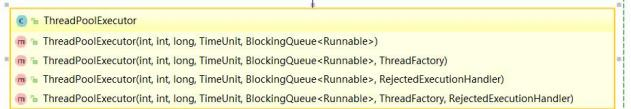 ThreadPoolExecutor
ThreadPoolExecutor(int, int, long, TimeUnit, BlockingQueue<Runnable>)
ThreadPoolExecutor(int, int, long, TimeUnit, BlockingQueue<Runnable>, ThreadFactory)
ThreadPoolExecutor(int, int, long, TimeUnit, BlockingQueue<Runnable>, RejectedExecutionHandler)
ThreadPoolExecutor(int, int, long, TimeUnit, BlockingQueue<Runnable>, ThreadFactory, RejectedExecutionHandler)